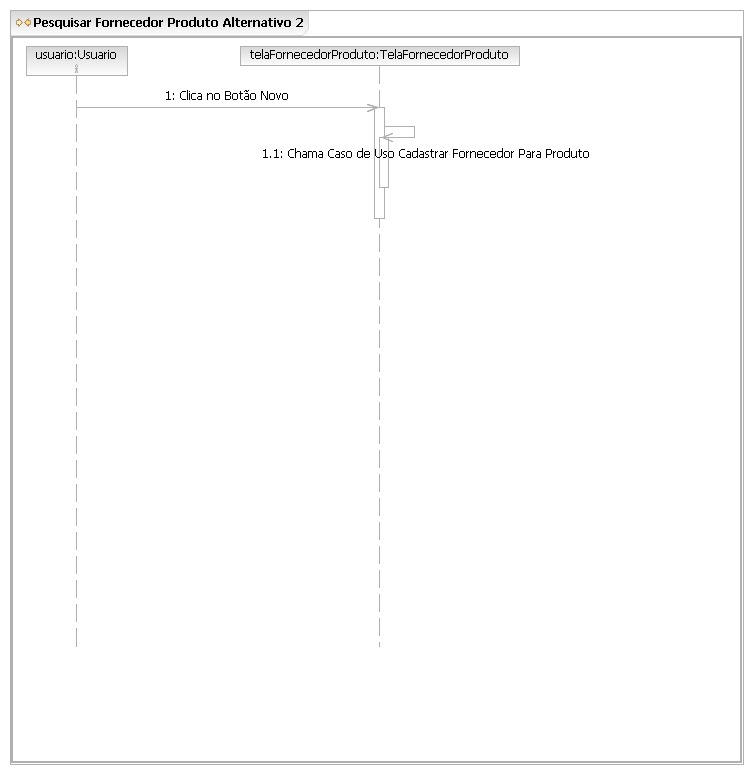 Pesquisar Fornecedor Produto Alternativo 2
usuario:Usuario
telaFornecedorProduto:TelaFornecedorProduto
1: Clica no Botão Novo
1.1: Chama Caso de Uso Cadastrar Fornecedor Para Produto